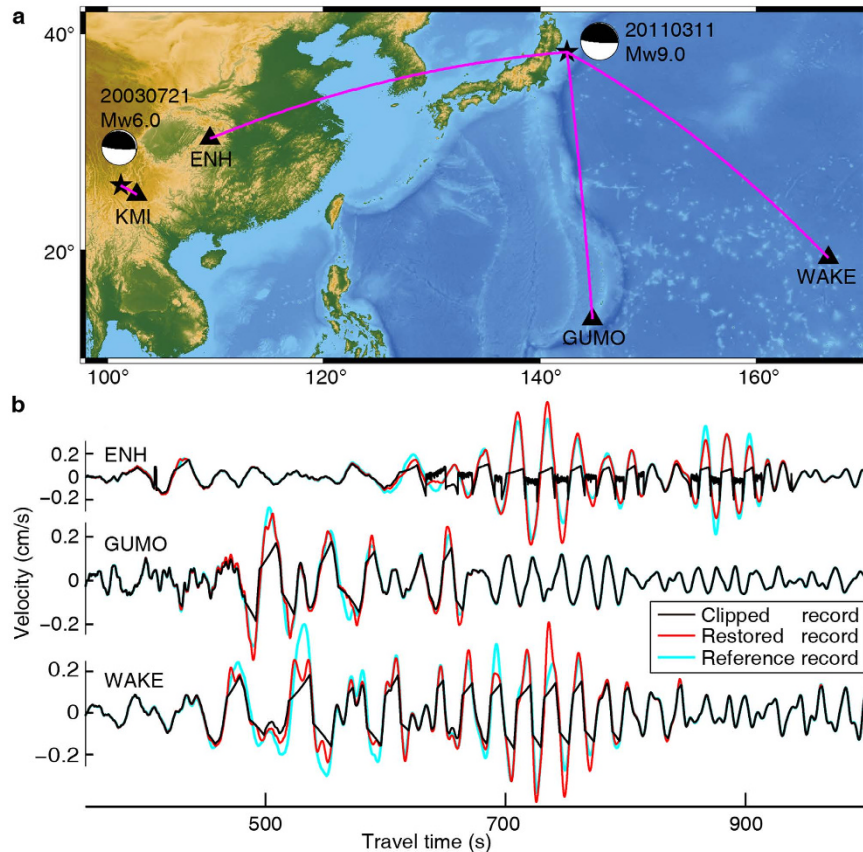 a
40°
20°
100°
120°
140°
160°
20110311
Mw9.0
20030721
Mw6.0
ENH
KMI
WAKE
GUMO
b
ENH
0.2
0
−0.2
GUMO
0.2
0
−0.2
WAKE
0.2
0
−0.2
Velocity (cm/s)
Clipped record
Restored record
Reference record
500
700
900
Travel time (s)